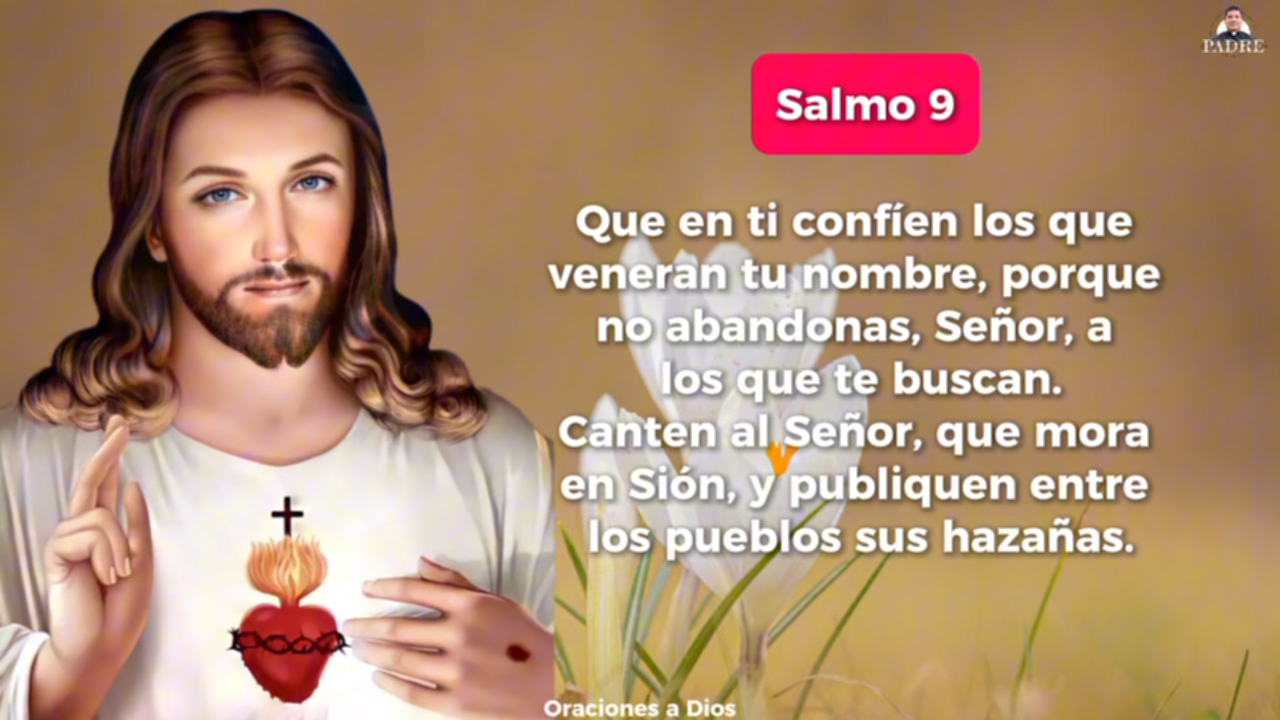 PADRE
Salmo 9
Que en ti confíen los que
veneran tu nombre, porque
no abandonas, Señor, a
los que te buscan.
Canten al Señor, que mora
en Sión, y publiquen entre
los pueblos sus hazañas.
Oraciones a Dios